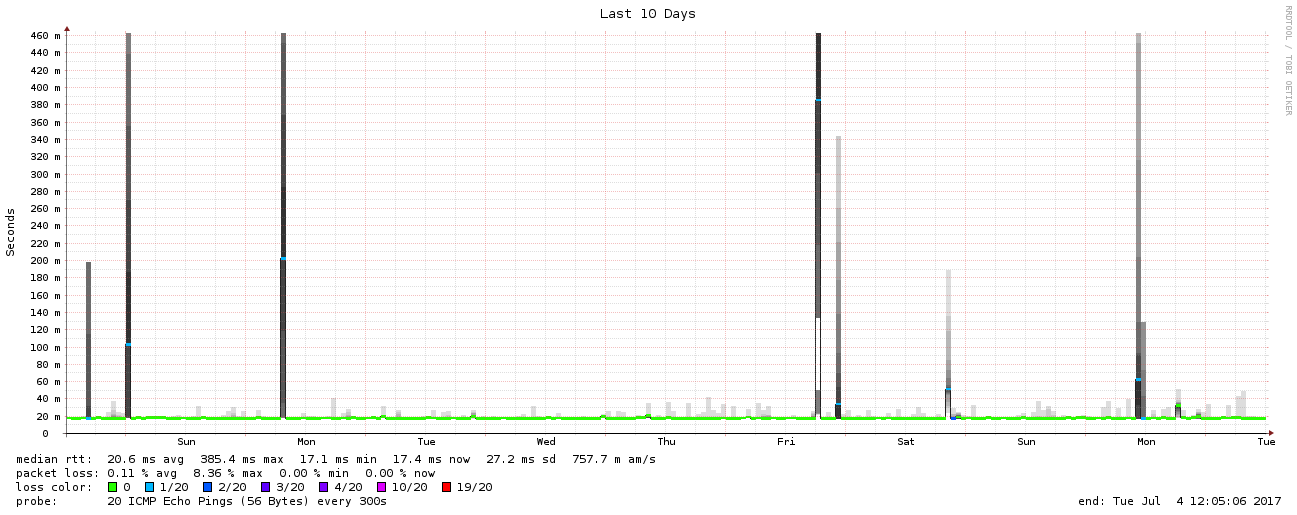 Last 10 Days
RRDTOOL / TOBI OETIKER
Seconds
460 m
440 m
420 m
400 m
380 m
360 m
340 m
320 m
300 m
280 m
260 m
240 m
220 m
200 m
180 m
160 m
140 m
120 m
100 m
80 m
60 m
40 m
20 m
0
Sun Mon Tue Wed Thu Fri Sat Sun Mon Tue
median rtt: 20.6 ms avg 385.4 ms max 17.1 ms min 17.4 ms now 27.2 ms sd 757.7 m am/s
packet loss: 0.11 % avg 8.36 % max 0.00 % min 0.00 % now
loss color: 0 1/20 2/20 3/20 4/20 10/20 19/20
probe: 20 ICMP Echo Pings (56 Bytes) every 300s end: Tue Jul 4 12:05:06 2017